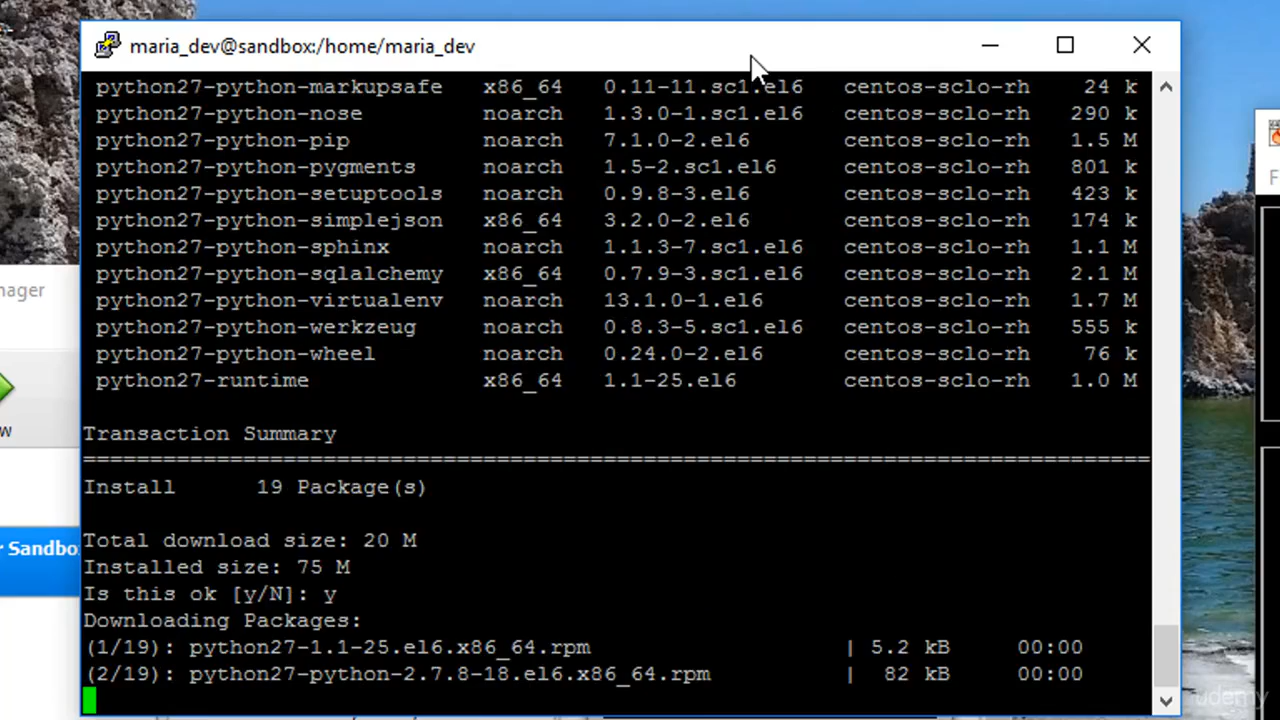 maria_dev@sandbox:/home/maria_dev
python27-python-markupsafe x86_64 0.11-11.sc1.el6 centos-sclo-rh 24 k
python27-python-nose noarch 1.3.0-1.sc1.el6 centos-sclo-rh 290 k
python27-python-pip noarch 7.1.0-2.el6 centos-sclo-rh 1.5 M
python27-python-pygments noarch 1.5-2.sc1.el6 centos-sclo-rh 801 k
python27-python-setuptools noarch 0.9.8-3.el6 centos-sclo-rh 423 k
python27-python-simplejson x86_64 3.2.0-2.el6 centos-sclo-rh 174 k
python27-python-sphinx noarch 1.1.3-7.sc1.el6 centos-sclo-rh 1.1 M
python27-python-sqlalchemy x86_64 0.7.9-3.sc1.el6 centos-sclo-rh 2.1 M
nager
python27-python-virtualenv noarch 13.1.0-1.el6 centos-sclo-rh 1.7 M
python27-python-werkzeug noarch 0.8.3-5.sc1.el6 centos-sclo-rh 555 k
python27-python-wheel noarch 0.24.0-2.el6 centos-sclo-rh 76 k
python27-runtime x86_64 1.1-25.el6 centos-sclo-rh 1.0 M
w
Transaction Summary
================================================================================
Install 19 Package(s)
Total download size: 20 M
r Sandbo
Installed size: 75 M
Is this ok [y/N]: y
Downloading Packages:
(1/19): python27-1.1-25.el6.x86_64.rpm | 5.2 kB 00:00
(2/19): python27-python-2.7.8-18.el6.x86_64.rpm | 82 kB 00:00
F
udemy